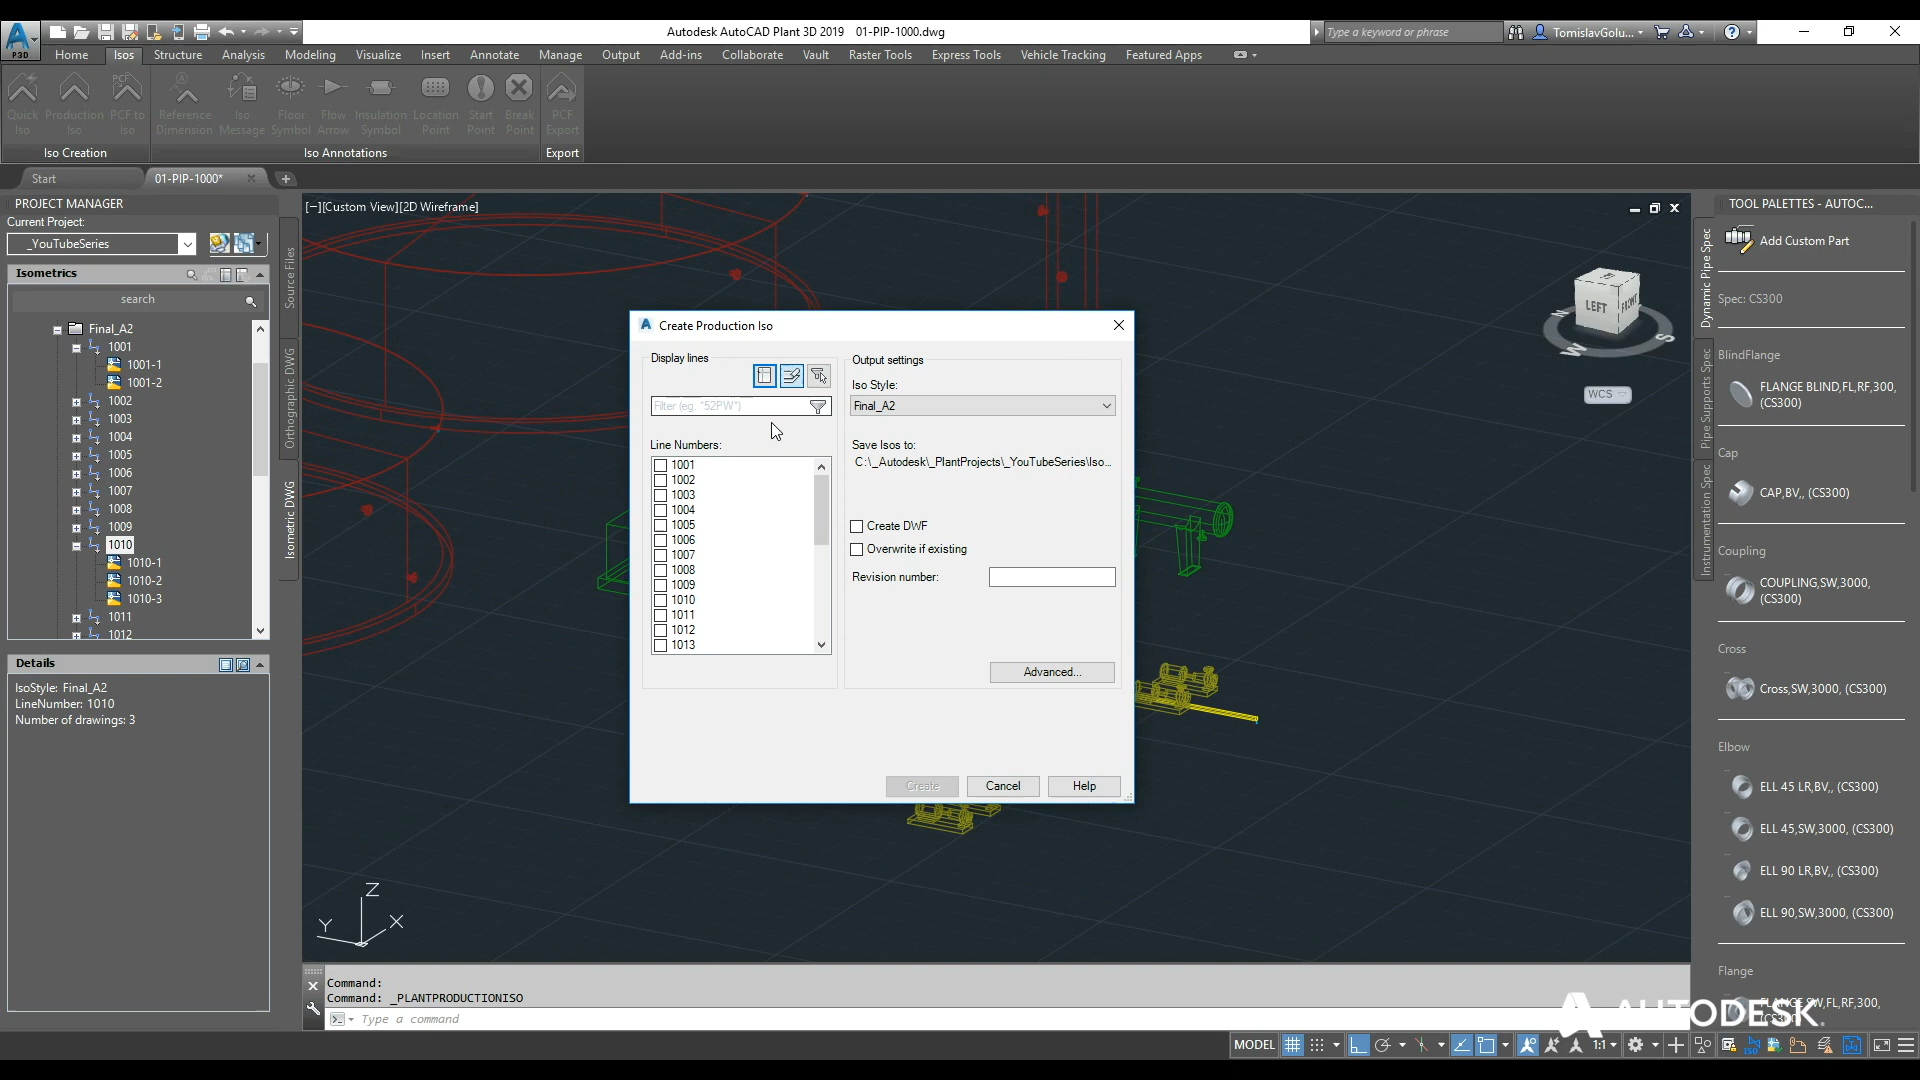 Autodesk AutoCAD Plant 3D 2019 01-PIP-1000.dwg
Type a keyword or phrase
TomislavGolu...
P3D
Home Isos Structure Analysis Modeling Visualize Insert Annotate Manage Output Add-ins Collaborate Vault Raster Tools Express Tools Vehicle Tracking Featured Apps
Quick Iso
Production Iso
PCF to Iso
Reference Dimension
Iso Message
Floor Symbol
Flow Arrow
Insulation Symbol
Location Point
Start Point
Break Point
PCF Export
Iso Creation
Iso Annotations
Export
Start
01-PIP-1000*
PROJECT MANAGER
Current Project:
_YouTubeSeries
Isometrics
search
Final_A2
1001
1001-1
1001-2
1002
1003
1004
1005
1006
1007
1008
1009
1010
1010-1
1010-2
1010-3
1011
1012
Source Files
Orthographic DWG
Isometric DWG
Details
IsoStyle: Final_A2
LineNumber: 1010
Number of drawings: 3
[−][Custom View][2D Wireframe]
LEFT
FRONT
W
S
WCS
Create Production Iso
Display lines
Filter (eg. "52PW")
Line Numbers:
1001
1002
1003
1004
1005
1006
1007
1008
1009
1010
1011
1012
1013
Output settings
Iso Style:
Final_A2
Save Isos to:
C:\_Autodesk\_PlantProjects\_YouTubeSeries\Iso...
Create DWF
Overwrite if existing
Revision number:
Advanced...
Create
Cancel
Help
Z
Y
X
Command:
Command: _PLANTPRODUCTIONISO
Type a command
TOOL PALETTES - AUTOC...
Dynamic Pipe Spec
Pipe Supports Spec
Instrumentation Spec
Add Custom Part
Spec: CS300
BlindFlange
FLANGE BLIND,FL,RF,300,
(CS300)
Cap
CAP,BV,, (CS300)
Coupling
COUPLING,SW,3000,
(CS300)
Cross
Cross,SW,3000, (CS300)
Elbow
ELL 45 LR,BV,, (CS300)
ELL 45,SW,3000, (CS300)
ELL 90 LR,BV,, (CS300)
ELL 90,SW,3000, (CS300)
Flange
FLANGE SW,FL,RF,300,
(CS300)
AUTODESK.
MODEL
1:1